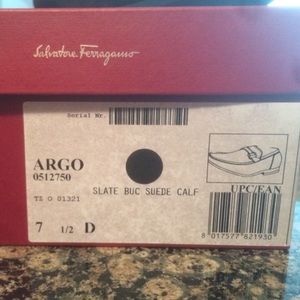 Salvatore Ferragamo
Serial Nr.
ARGO
0512750
SLATE BUC SUEDE CALF
TZ O 01321
UPC/EAN
7 1/2 D
8 017577 821930